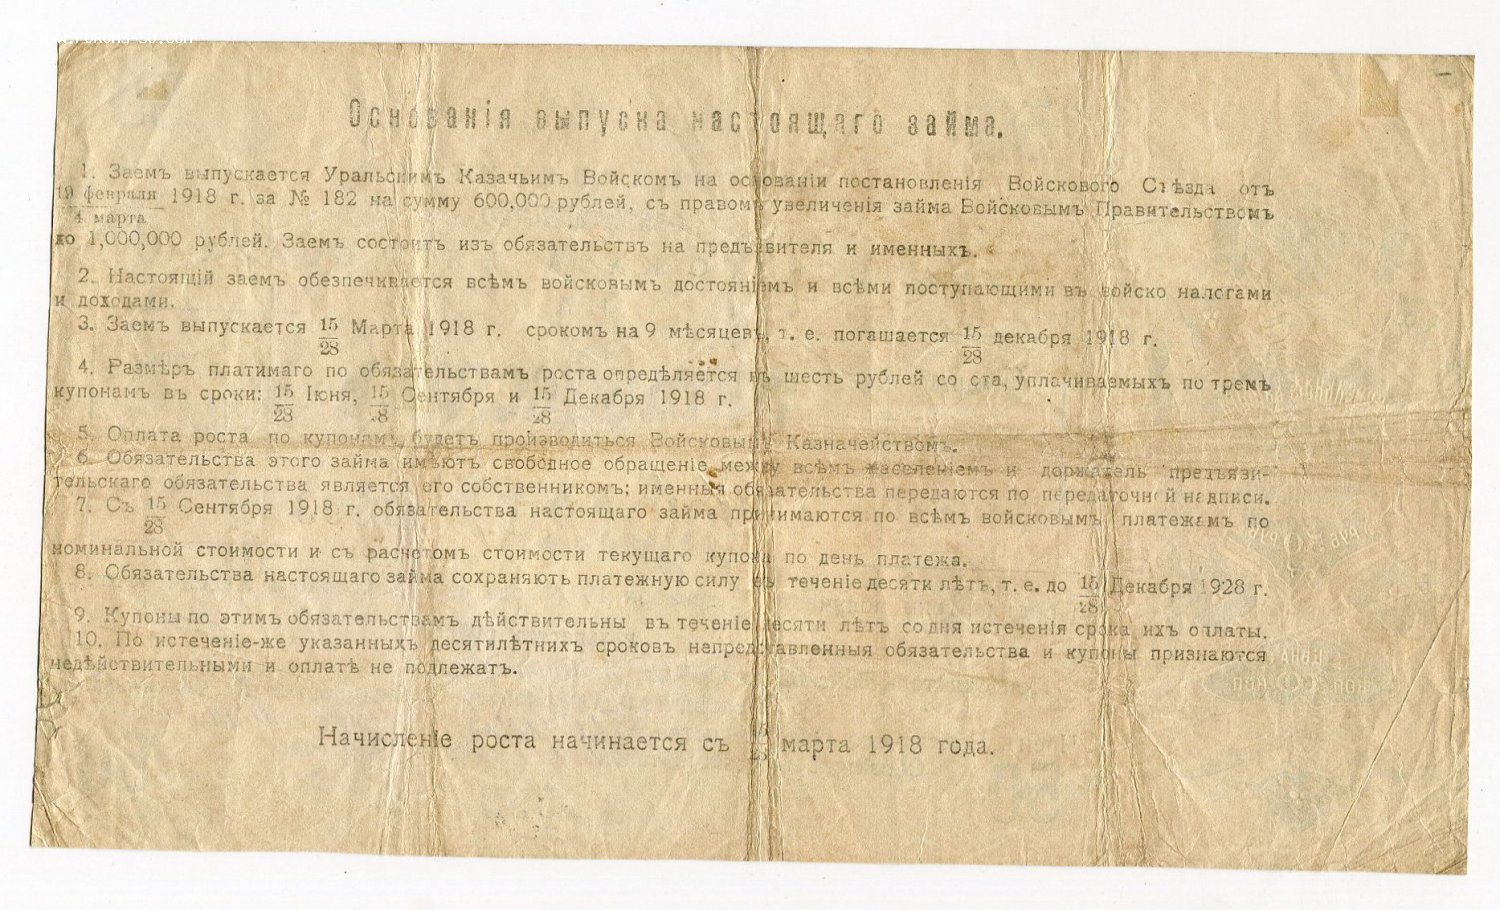 Основанія выпуска настоящаго займа.
1. Заемъ выпускается Уральскимъ Казачьимъ Войскомъ на основаніи постановленія Войскового Съѣзда отъ
19 февраля / 4 марта 1918 г. за № 182 на сумму 600,000 рублей, съ правомъ увеличенія займа Войсковымъ Правительствомъ
до 1,000,000 рублей. Заемъ состоитъ изъ обязательствъ на предъявителя и именныхъ.
2. Настоящій заемъ обезпечивается всѣмъ войсковымъ достояніемъ и всѣми поступающими въ войско налогами
и доходами.
3. Заемъ выпускается 15/28 Марта 1918 г. срокомъ на 9 мѣсяцевъ, т. е. погашается 15/28 декабря 1918 г.
4. Размѣръ платимаго по обязательствамъ роста опредѣляется въ шесть рублей со ста, уплачиваемыхъ по тремъ
купонамъ въ сроки: 15/28 Іюня, 15/28 Сентября и 15/28 Декабря 1918 г.
5. Оплата роста по купонамъ будетъ производиться Войсковымъ Казначействомъ.
6. Обязательства этого займа имѣютъ свободное обращеніе между всѣмъ населеніемъ и доржатель предъязи-
тельскаго обязательства является его собственникомъ; именныя обязательства передаются по передаточной надписи.
7. Съ 15/28 Сентября 1918 г. обязательства настоящаго займа принимаются по всѣмъ войсковымъ платежамъ по
номинальной стоимости и съ расчетомъ стоимости текущаго купона по день платежа.
8. Обязательства настоящаго займа сохраняють платежную силу въ теченіе десяти лѣтъ, т. е. до 15/28 Декабря 1928 г.
9. Купоны по этимъ обязательствамъ дѣйствительны въ теченіе десяти лѣтъ со дня истеченія срока ихъ оплаты.
10. По истеченіе-же указанныхъ десятилѣтнихъ сроковъ непредставленныя обязательства и купоны признаются
недѣйствительными и оплатѣ не подлежатъ.
Начисленіе роста начинается съ марта 1918 года.